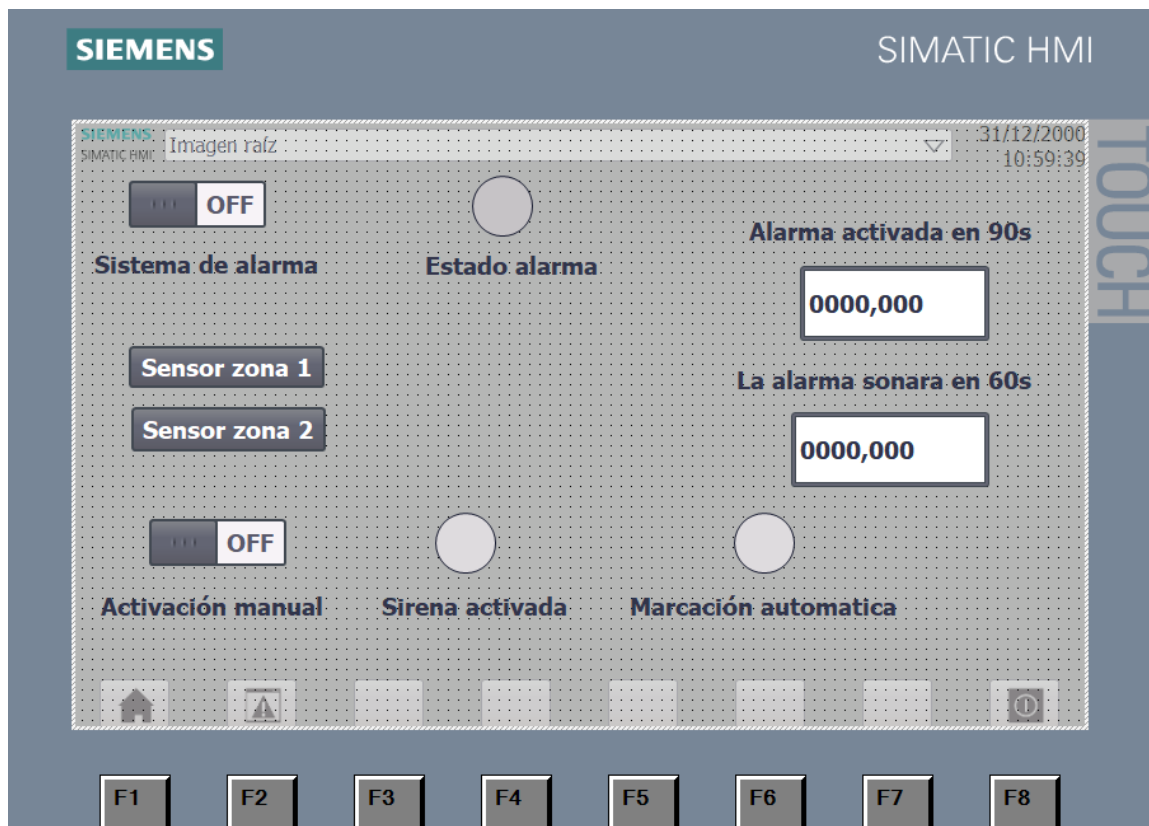 SIEMENS
SIMATIC HMI
TOUCH
SIEMENS
SIMATIC HMI
Imagen raíz
31/12/2000
10:59:39
OFF
Sistema de alarma
Estado alarma
Alarma activada en 90s
0000,000
Sensor zona 1
Sensor zona 2
La alarma sonara en 60s
0000,000
OFF
Activación manual
Sirena activada
Marcación automatica
F1
F2
F3
F4
F5
F6
F7
F8